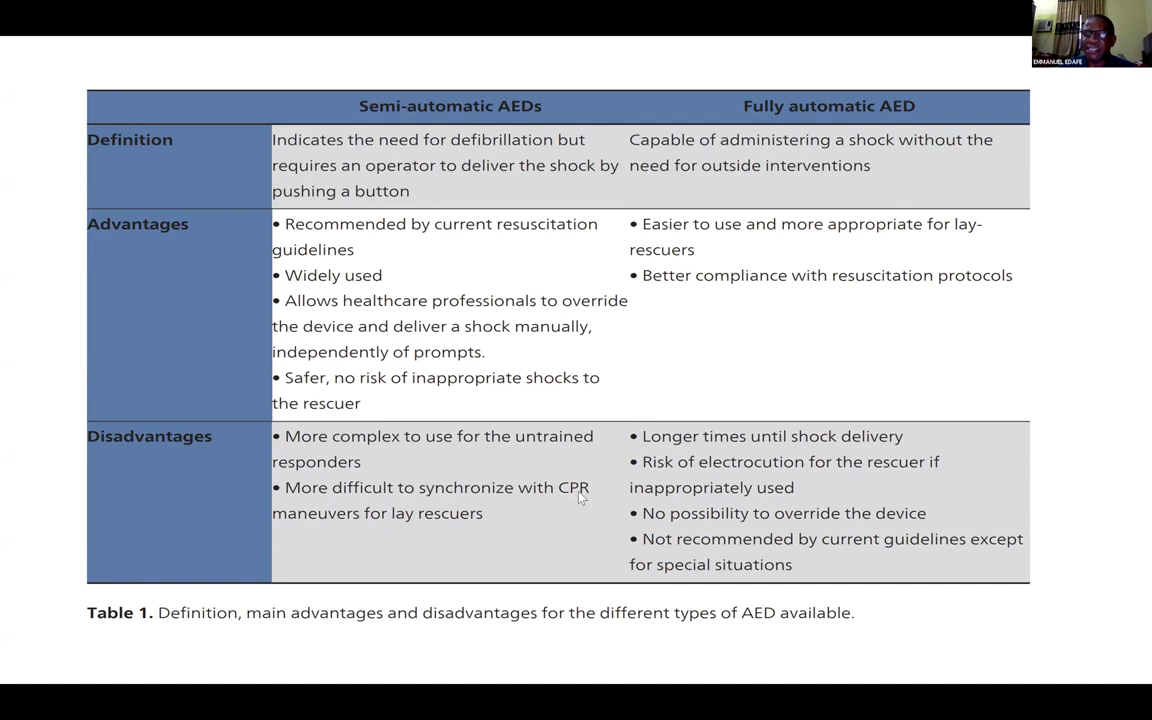 EMMANUEL EDAFE
Semi-automatic AEDs
Fully automatic AED
Definition
Indicates the need for defibrillation but
requires an operator to deliver the shock by
pushing a button
Capable of administering a shock without the
need for outside interventions
Advantages
• Recommended by current resuscitation
guidelines
• Widely used
• Allows healthcare professionals to override
the device and deliver a shock manually,
independently of prompts.
• Safer, no risk of inappropriate shocks to
the rescuer
• Easier to use and more appropriate for lay-
rescuers
• Better compliance with resuscitation protocols
Disadvantages
• More complex to use for the untrained
responders
• More difficult to synchronize with CPR
maneuvers for lay rescuers
• Longer times until shock delivery
• Risk of electrocution for the rescuer if
inappropriately used
• No possibility to override the device
• Not recommended by current guidelines except
for special situations
Table 1. Definition, main advantages and disadvantages for the different types of AED available.